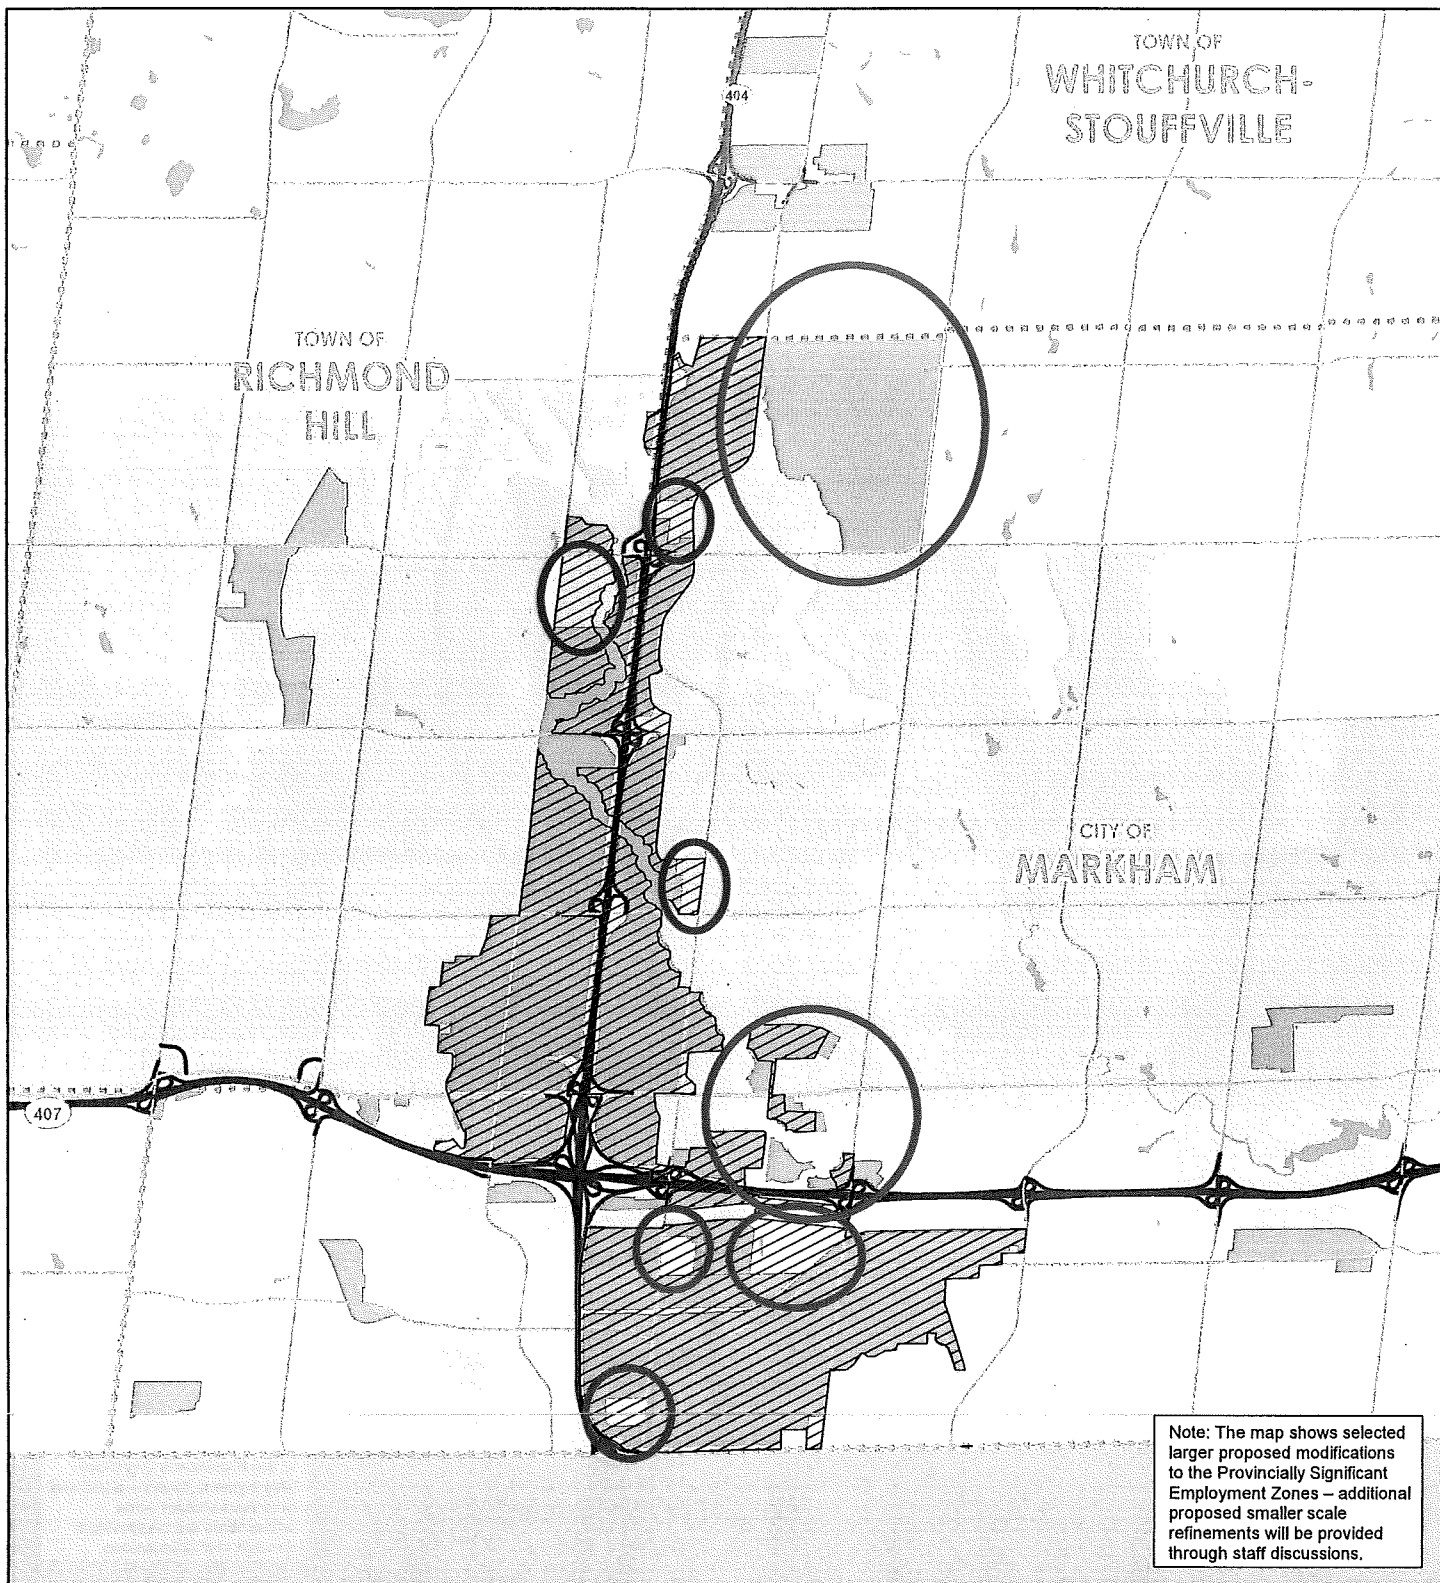 TOWN OF
WHITCHURCH-
STOUFFVILLE
404
TOWN OF
RICHMOND
HILL
CITY OF
MARKHAM
407
Note: The map shows selected
larger proposed modifications
to the Provincially Significant
Employment Zones – additional
proposed smaller scale
refinements will be provided
through staff discussions.